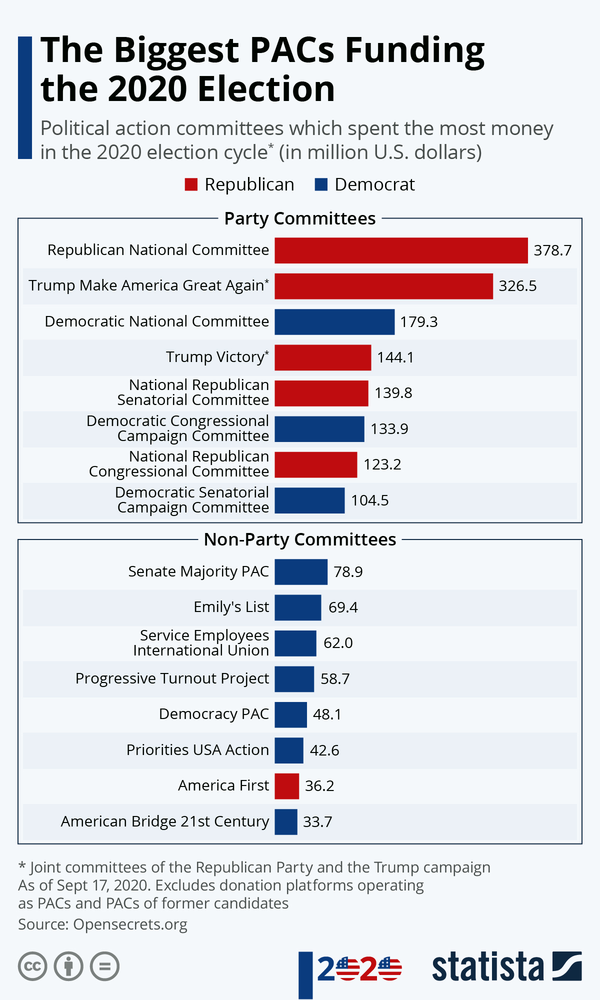 The Biggest PACs Funding
the 2020 Election
Political action committees which spent the most money
in the 2020 election cycle* (in million U.S. dollars)
Republican Democrat
Party Committees
Republican National Committee 378.7
Trump Make America Great Again* 326.5
Democratic National Committee 179.3
Trump Victory* 144.1
National Republican
Senatorial Committee 139.8
Democratic Congressional
Campaign Committee 133.9
National Republican
Congressional Committee 123.2
Democratic Senatorial
Campaign Committee 104.5
Non-Party Committees
Senate Majority PAC 78.9
Emily's List 69.4
Service Employees
International Union 62.0
Progressive Turnout Project 58.7
Democracy PAC 48.1
Priorities USA Action 42.6
America First 36.2
American Bridge 21st Century 33.7
* Joint committees of the Republican Party and the Trump campaign
As of Sept 17, 2020. Excludes donation platforms operating
as PACs and PACs of former candidates
Source: Opensecrets.org
cc 2020 statista